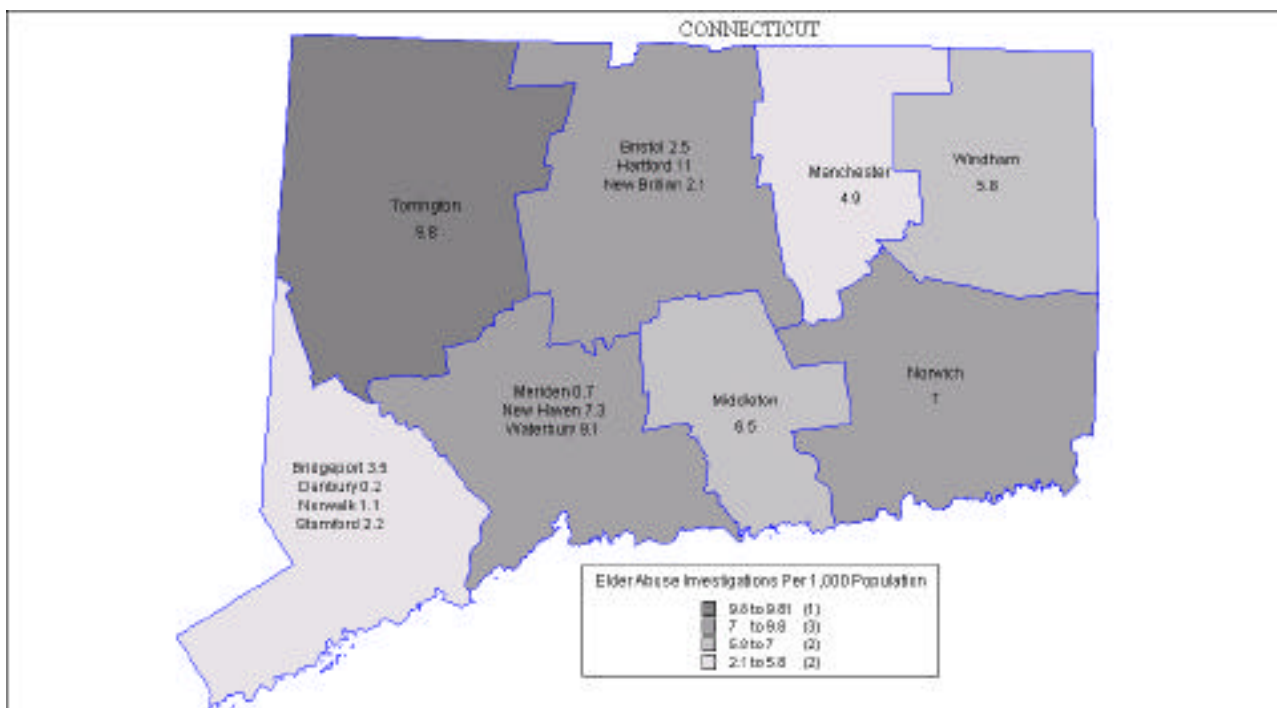 CONNECTICUT
Bristol 2.5
Hartford 11
New Britian 2.1
Manchester
4.9
Windham
5.8
Torrington
9.8
Meriden 0.7
New Haven 7.3
Waterbury 9.1
Middleton
6.5
Norwich
7
Bridgeport 3.6
Danbury 0.2
Norwalk 1.1
Stamford 2.2
Elder Abuse Investigations Per 1,000 Population
9.8 to 9.81 (1)
7 to 9.8 (3)
5.8 to 7 (2)
2.1 to 5.8 (2)